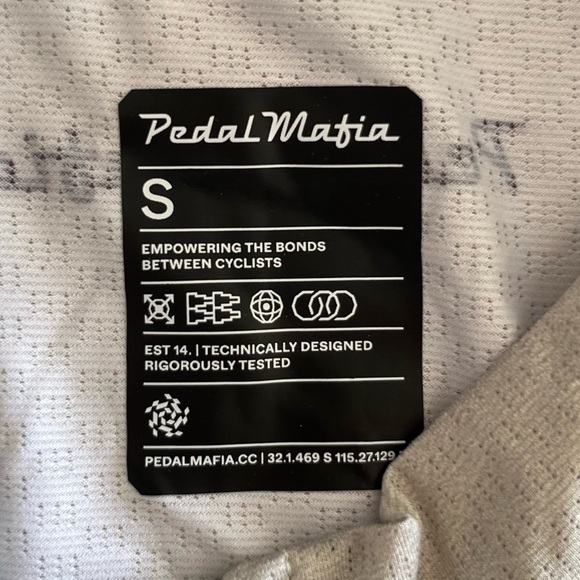 Pedal Mafia
S
EMPOWERING THE BONDS
BETWEEN CYCLISTS
EST 14. | TECHNICALLY DESIGNED
RIGOROUSLY TESTED
PEDALMAFIA.CC | 32.1.469 S 115.27.129